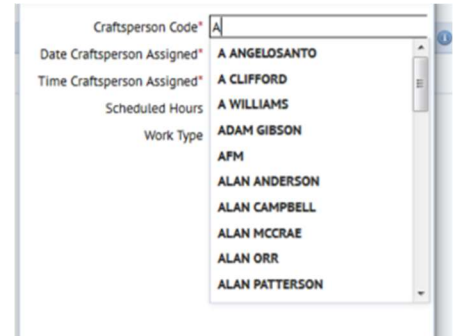 Craftsperson Code* A
Date Craftsperson Assigned* A ANGELOSANTO
Time Craftsperson Assigned* A CLIFFORD
Scheduled Hours A WILLIAMS
Work Type ADAM GIBSON
AFM
ALAN ANDERSON
ALAN CAMPBELL
ALAN MCCRAE
ALAN ORR
ALAN PATTERSON